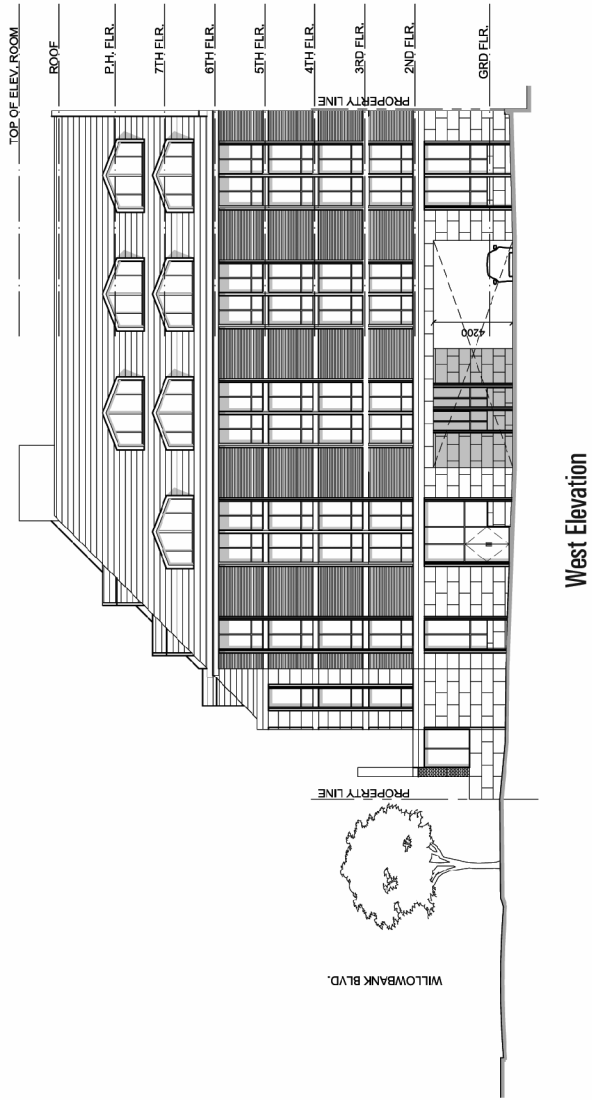 TOP OF ELEV. ROOM
ROOF
P.H. FLR.
7TH FLR.
6TH FLR.
5TH FLR.
4TH FLR.
3RD FLR.
2ND FLR.
GRD FLR.
PROPERTY LINE
4200
PROPERTY LINE
WILLOWBANK BLVD.
West Elevation